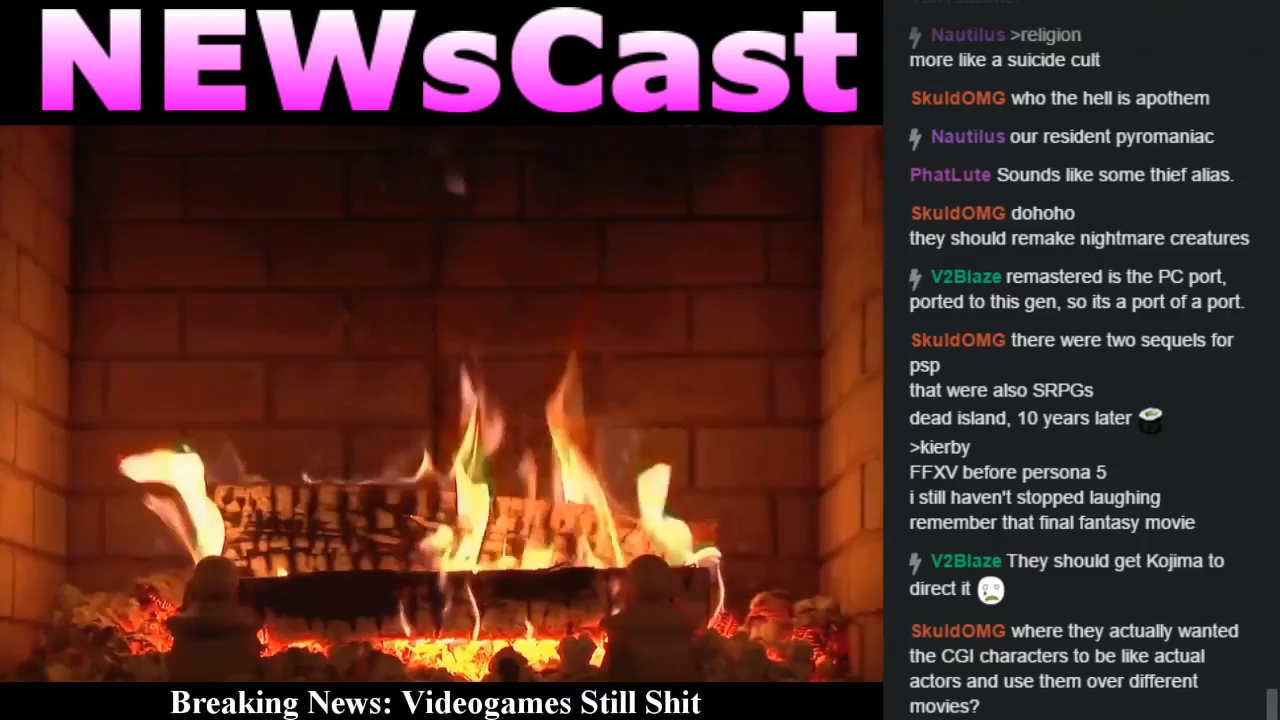 NEWsCast
Breaking News: Videogames Still Shit
Nautilus >religion
more like a suicide cult
SkuldOMG who the hell is apothem
Nautilus our resident pyromaniac
PhatLute Sounds like some thief alias.
SkuldOMG dohoho
they should remake nightmare creatures
V2Blaze remastered is the PC port,
ported to this gen, so its a port of a port.
SkuldOMG there were two sequels for
psp
that were also SRPGs
dead island, 10 years later
>kierby
FFXV before persona 5
i still haven't stopped laughing
remember that final fantasy movie
V2Blaze They should get Kojima to
direct it
SkuldOMG where they actually wanted
the CGI characters to be like actual
actors and use them over different
movies?